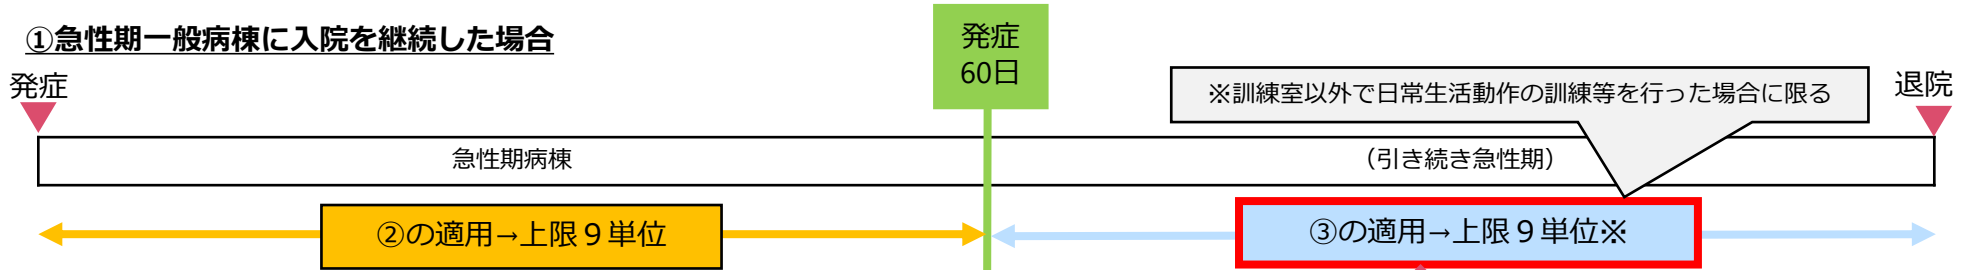 ①急性期一般病棟に入院を継続した場合
発症
発症
60日
※訓練室以外で日常生活動作の訓練等を行った場合に限る
退院
急性期病棟
（引き続き急性期）
②の適用→上限９単位
③の適用→上限９単位※